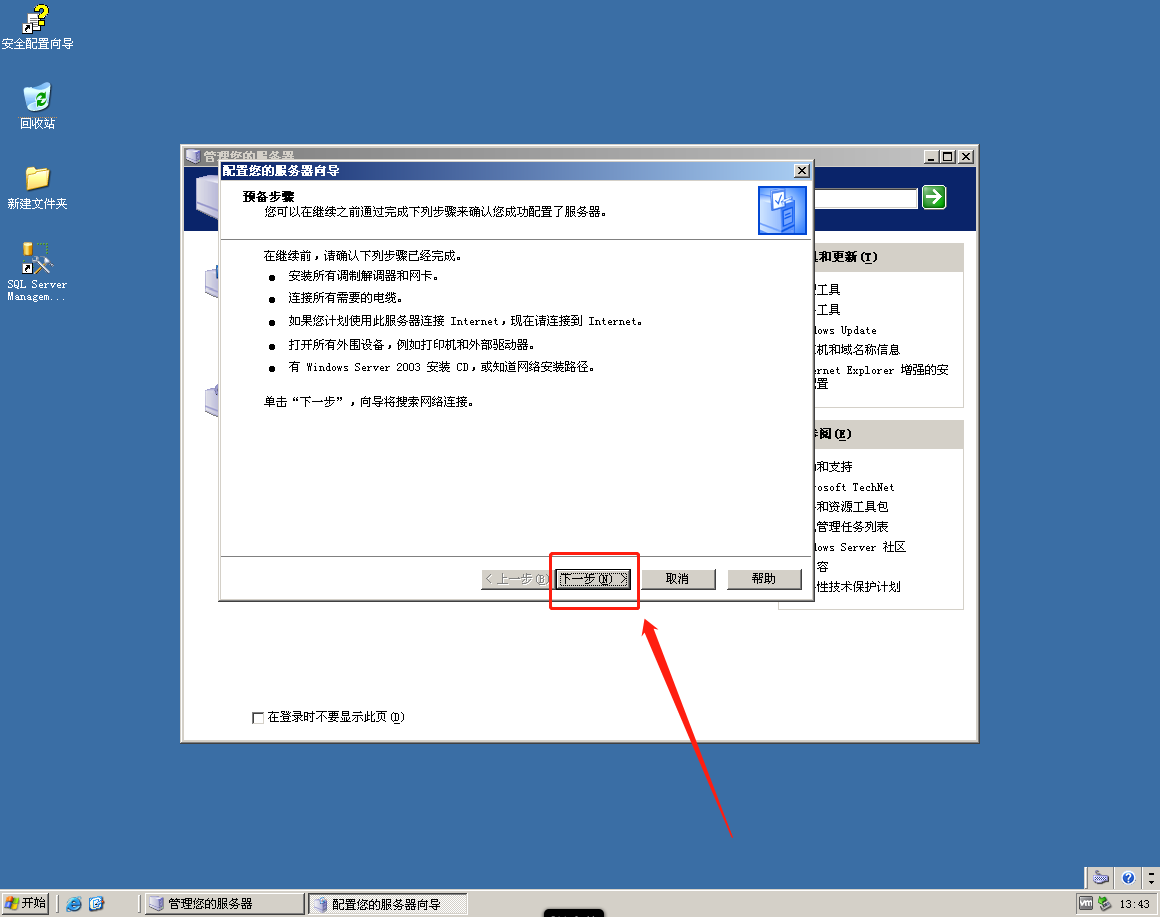 安全配置向导
回收站
新建文件夹
SQL Server
Managem...
管理您的服务器
配置您的服务器向导
预备步骤
您可以在继续之前通过完成下列步骤来确认您成功配置了服务器。
在继续前，请确认下列步骤已经完成。
● 安装所有调制解调器和网卡。
● 连接所有需要的电缆。
● 如果您计划使用此服务器连接 Internet，现在请连接到 Internet。
● 打开所有外围设备，例如打印机和外部驱动器。
● 有 Windows Server 2003 安装 CD，或知道网络安装路径。
单击“下一步”，向导将搜索网络连接。
< 上一步(B)
下一步(N) >
取消
帮助
和更新(T)
工具
工具
ows Update
机和域名称信息
ernet Explorer 增强的安
置
阅(E)
和支持
rosoft TechNet
和资源工具包
管理任务列表
dows Server 社区
容
性技术保护计划
在登录时不要显示此页(D)
开始
管理您的服务器
配置您的服务器向导
vm
13:43